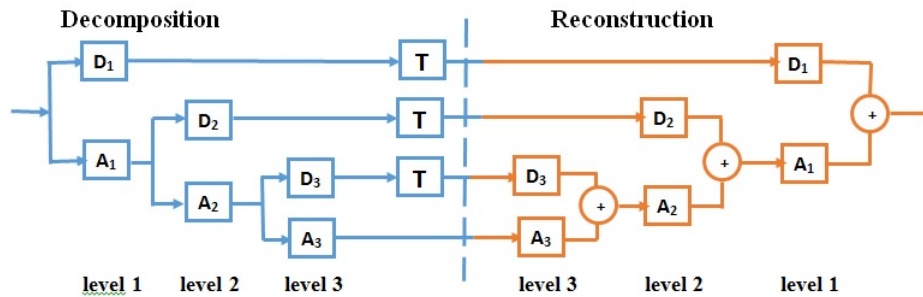 Decomposition Reconstruction
D₁ T D₁
D₂ T D₂ +
A₁ D₃ T D₃ + A₁
A₂ + A₂
A₃ A₃
level 1 level 2 level 3 level 3 level 2 level 1